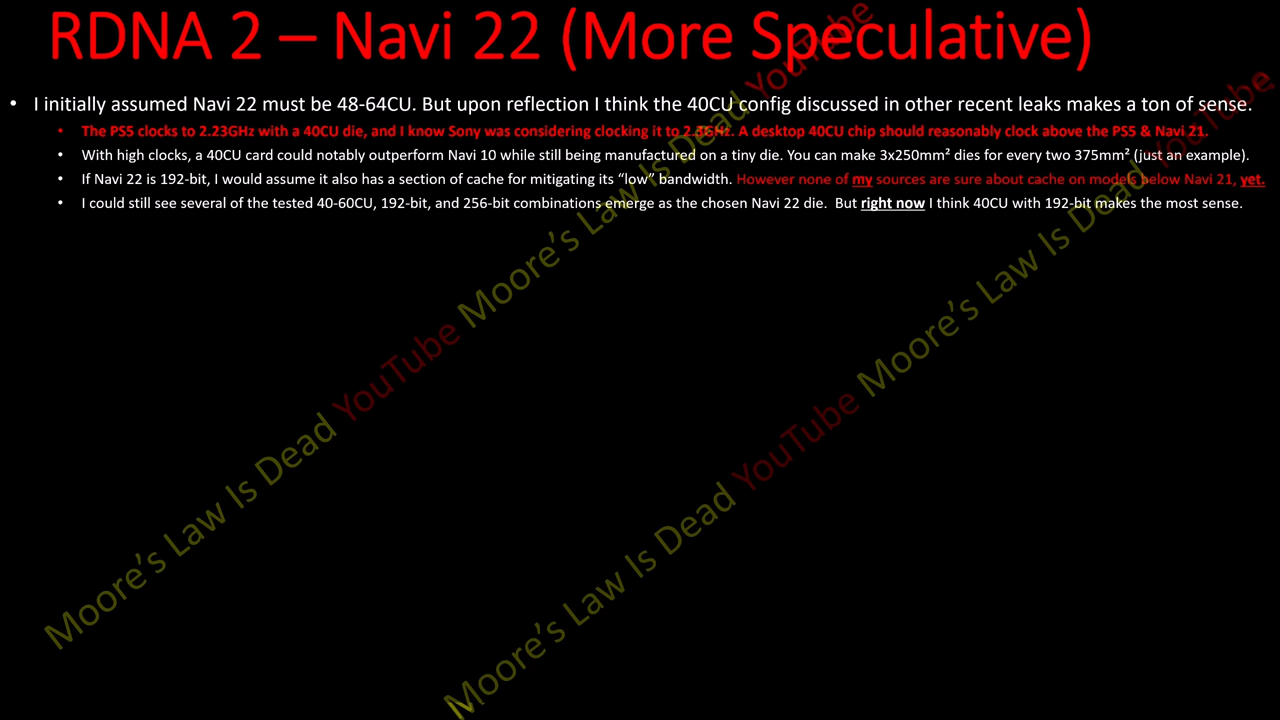 RDNA 2 – Navi 22 (More Speculative)
• I initially assumed Navi 22 must be 48-64CU. But upon reflection I think the 40CU config discussed in other recent leaks makes a ton of sense.
• The PS5 clocks to 2.23GHz with a 40CU die, and I know Sony was considering clocking it to GHz. A desktop 40CU chip should reasonably clock above the PS5 & Navi 21.
• With high clocks, a 40CU card could notably outperform Navi 10 while still being manufactured on a tiny die. You can make 3x250mm² dies for every two 375mm² (just an example).
• If Navi 22 is 192-bit, I would assume it also has a section of cache for mitigating its “low” bandwidth. However none of my sources are sure about cache on models below Navi 21, yet.
• I could still see several of the tested 40-60CU, 192-bit, and 256-bit combinations emerge as the chosen Navi 22 die. But right now I think 40CU with 192-bit makes the most sense.
Moore’s Law Is Dead YouTube Moore’s Law Is Dead YouTube
Moore’s Law Is Dead YouTube Moore’s Law Is Dead YouTube